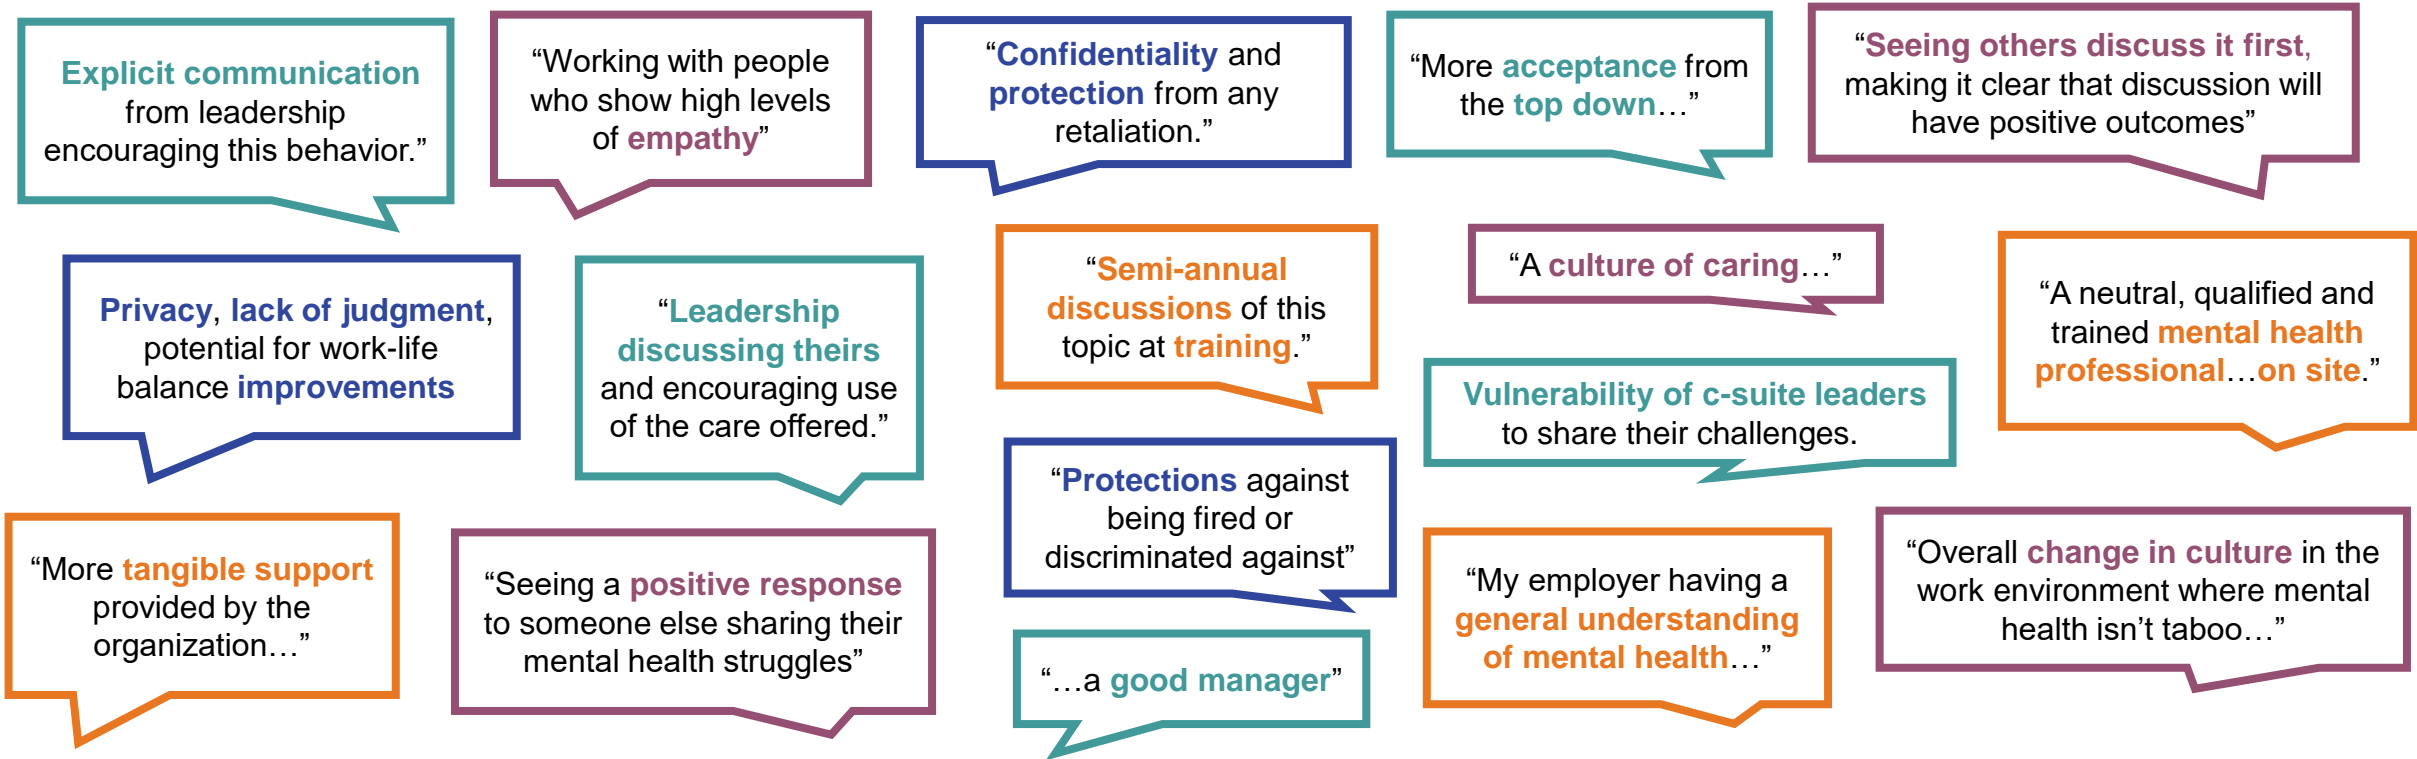 Explicit communication
from leadership
encouraging this behavior.”
“Working with people
who show high levels
of empathy”
“Confidentiality and
protection from any
retaliation.”
“More acceptance from
the top down…”
“Seeing others discuss it first,
making it clear that discussion will
have positive outcomes”
Privacy, lack of judgment,
potential for work-life
balance improvements
“Leadership
discussing theirs
and encouraging use
of the care offered.”
“Semi-annual
discussions of this
topic at training.”
“A culture of caring…”
“A neutral, qualified and
trained mental health
professional…on site.”
Vulnerability of c-suite leaders
to share their challenges.
“More tangible support
provided by the
organization…”
“Seeing a positive response
to someone else sharing their
mental health struggles”
“Protections against
being fired or
discriminated against”
“…a good manager”
“My employer having a
general understanding
of mental health…”
“Overall change in culture in the
work environment where mental
health isn’t taboo…”